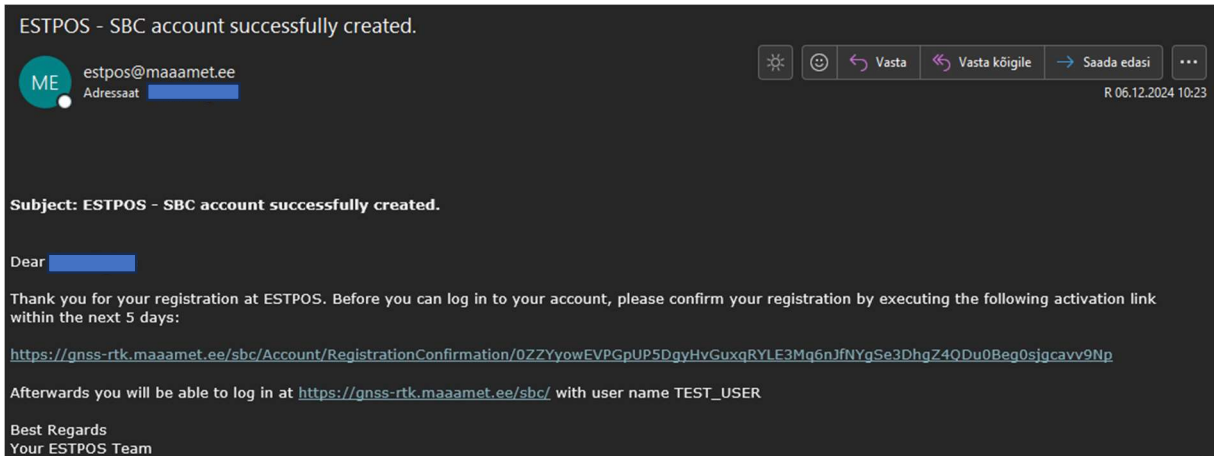 ESTPOS - SBC account successfully created.
ME
estpos@maaamet.ee
Adressaat
Vasta
Vasta kõigile
Saada edasi
R 06.12.2024 10:23
Subject: ESTPOS - SBC account successfully created.
Dear
Thank you for your registration at ESTPOS. Before you can log in to your account, please confirm your registration by executing the following activation link
within the next 5 days:
https://gnss-rtk.maaamet.ee/sbc/Account/RegistrationConfirmation/0ZZYyowEVPGpUP5DgyHvGuxqRYLE3Mq6nJfNYgSe3DhgZ4QDu0Beg0sjgcavv9Np
Afterwards you will be able to log in at https://gnss-rtk.maaamet.ee/sbc/ with user name TEST_USER
Best Regards
Your ESTPOS Team